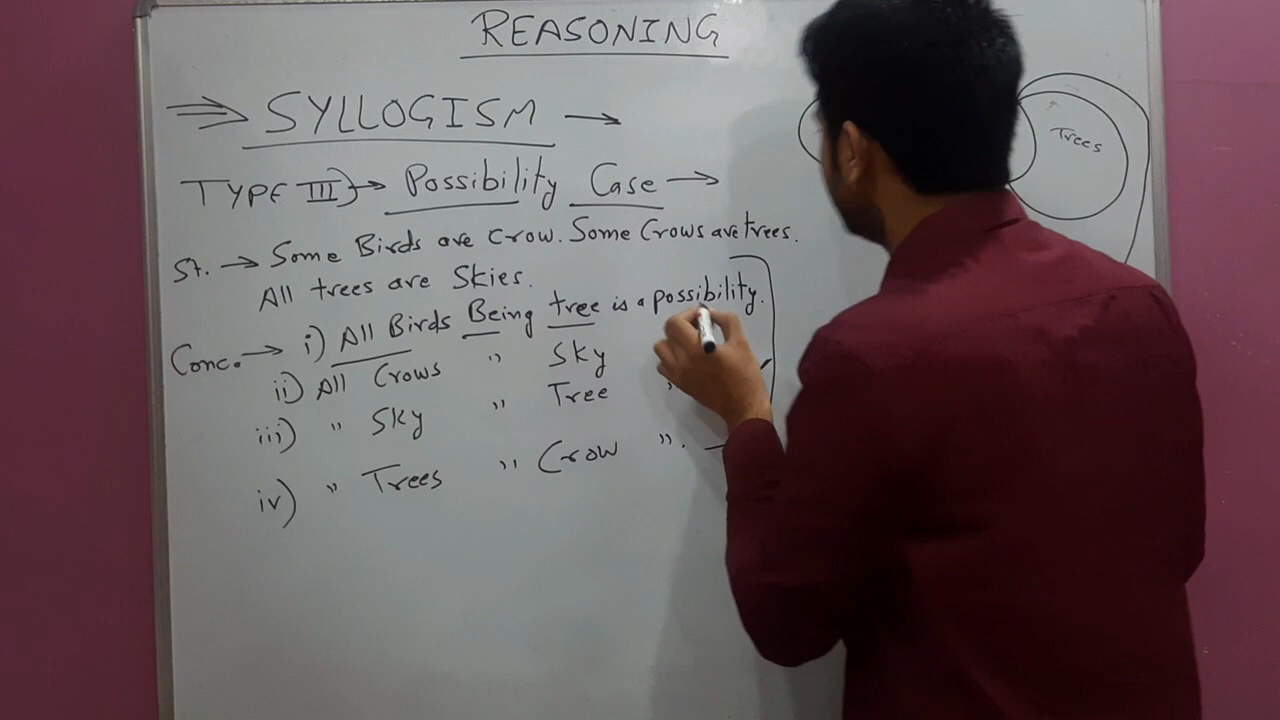 REASONING
⇒ SYLLOGISM →
TYPE III) → Possibility Case →
St. → Some Birds are Crow. Some Crows are trees.
All trees are Skies.
Conc. → i) All Birds Being tree is a possibility.
ii) All Crows " Sky
iii) " Sky " Tree "
iv) " Trees " Crow ".
Trees